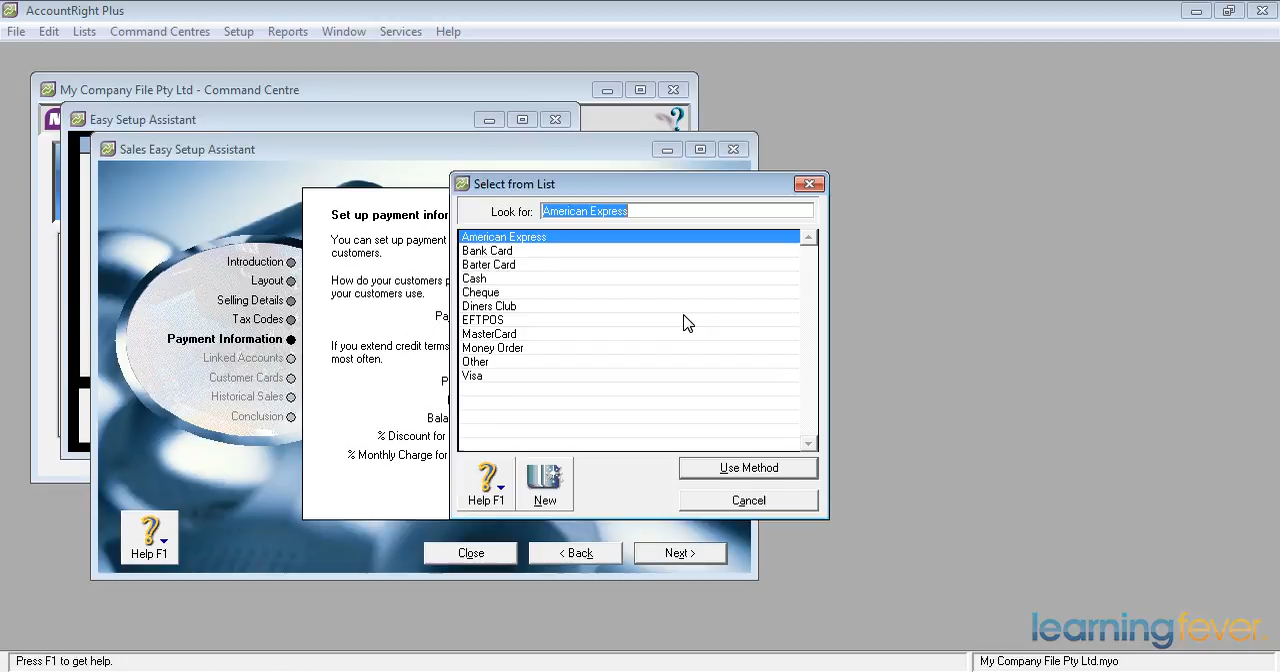 AccountRight Plus
File Edit Lists Command Centres Setup Reports Window Services Help
My Company File Pty Ltd - Command Centre
Easy Setup Assistant
Sales Easy Setup Assistant
Introduction
Layout
Selling Details
Tax Codes
Payment Information
Linked Accounts
Customer Cards
Historical Sales
Conclusion
Set up payment infor
You can set up payment
customers.
How do your customers p
your customers use.
Pa
If you extend credit terms
most often.
P
Bala
% Discount for
% Monthly Charge for
Help F1
Close
< Back
Next >
Select from List
Look for: American Express
American Express
Bank Card
Barter Card
Cash
Cheque
Diners Club
EFTPOS
MasterCard
Money Order
Other
Visa
Help F1
New
Use Method
Cancel
learningfever
Press F1 to get help.
My Company File Pty Ltd.myo